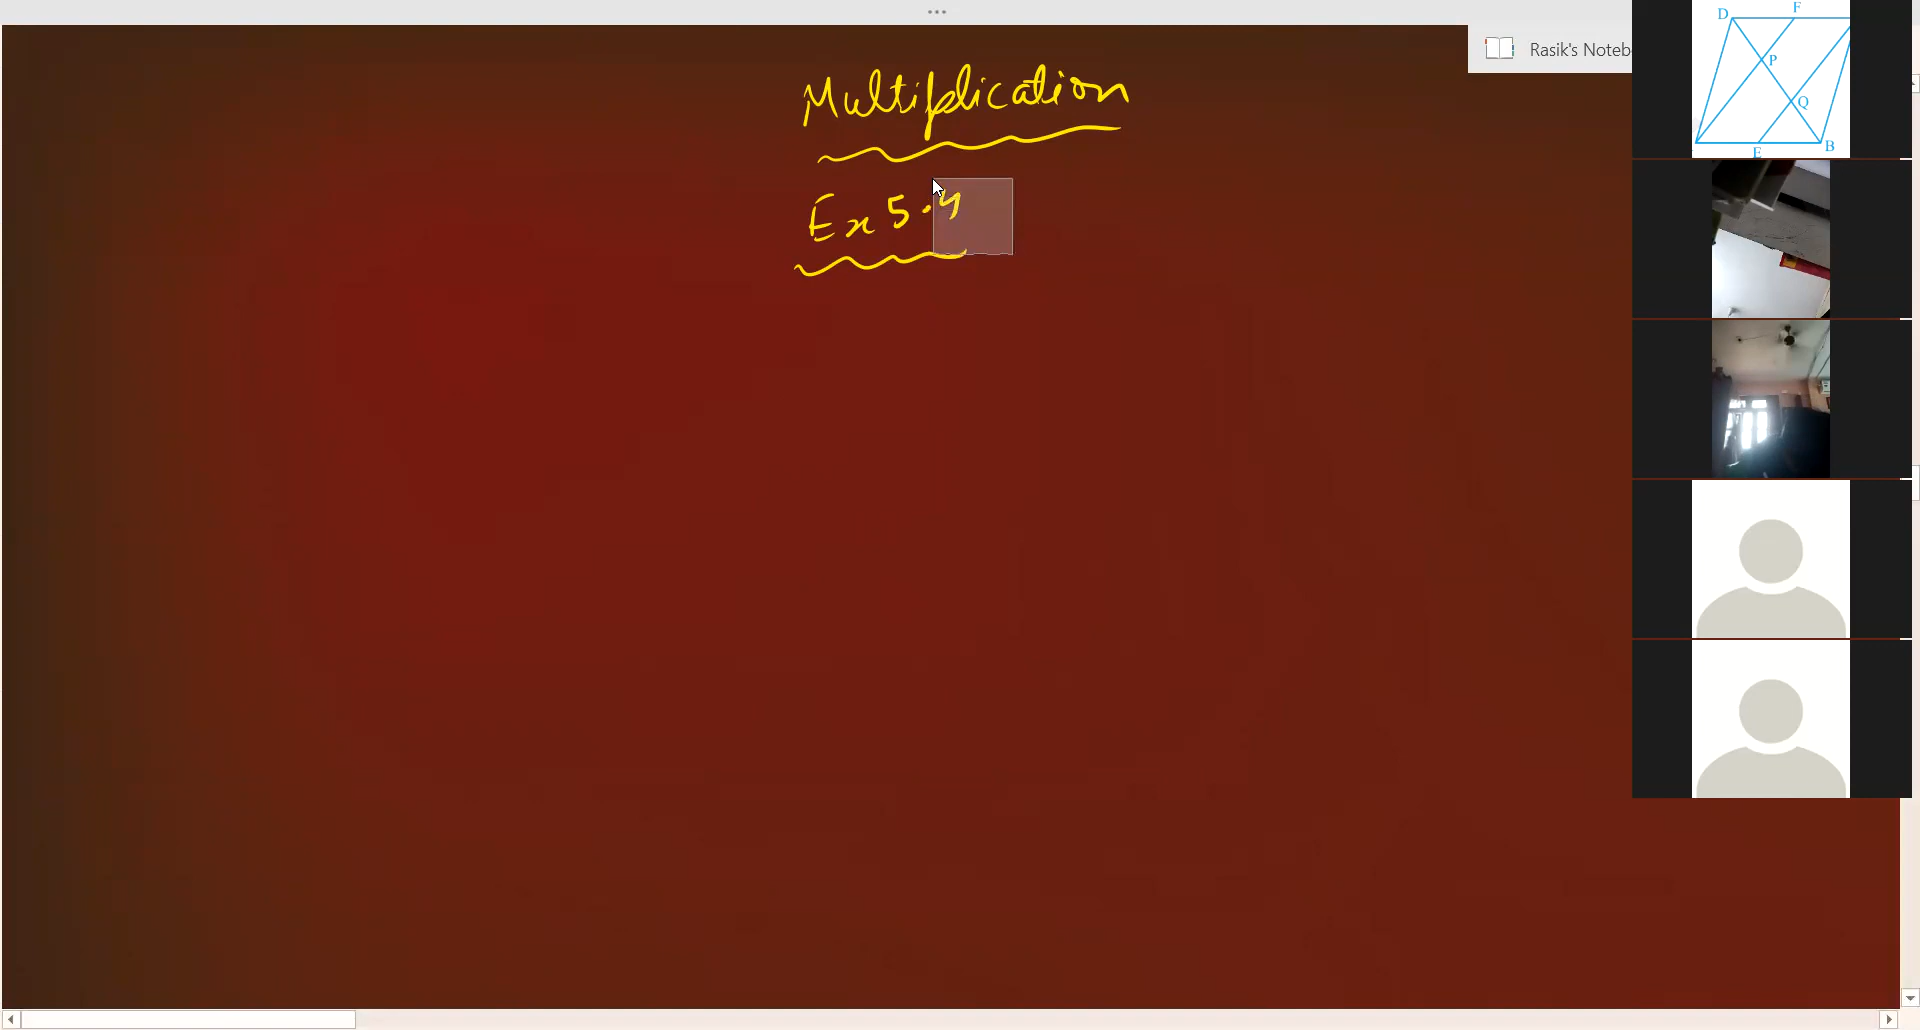 Multiplication
Ex 5.4
Rasik's Noteb
D F
P
Q
E B